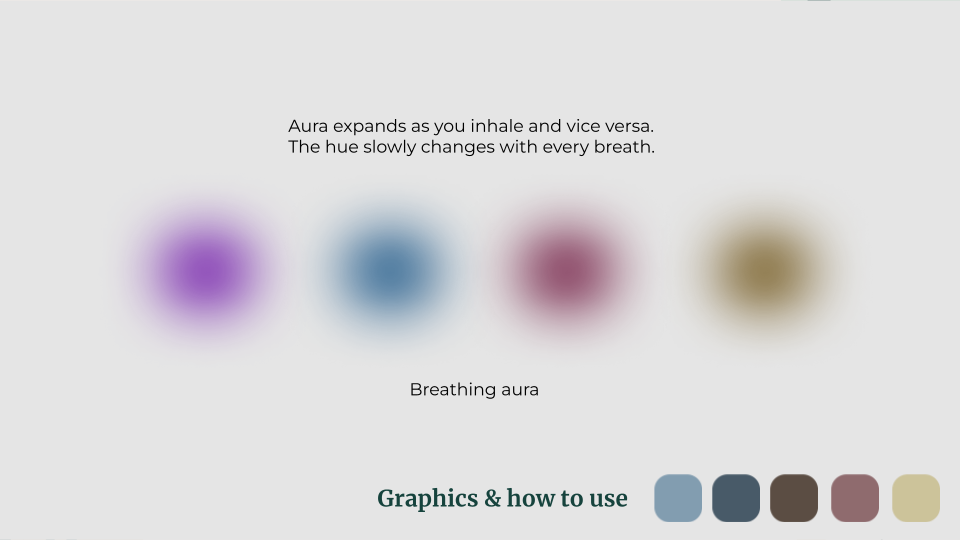 Aura expands as you inhale and vice versa.
The hue slowly changes with every breath.
Breathing aura
Graphics & how to use